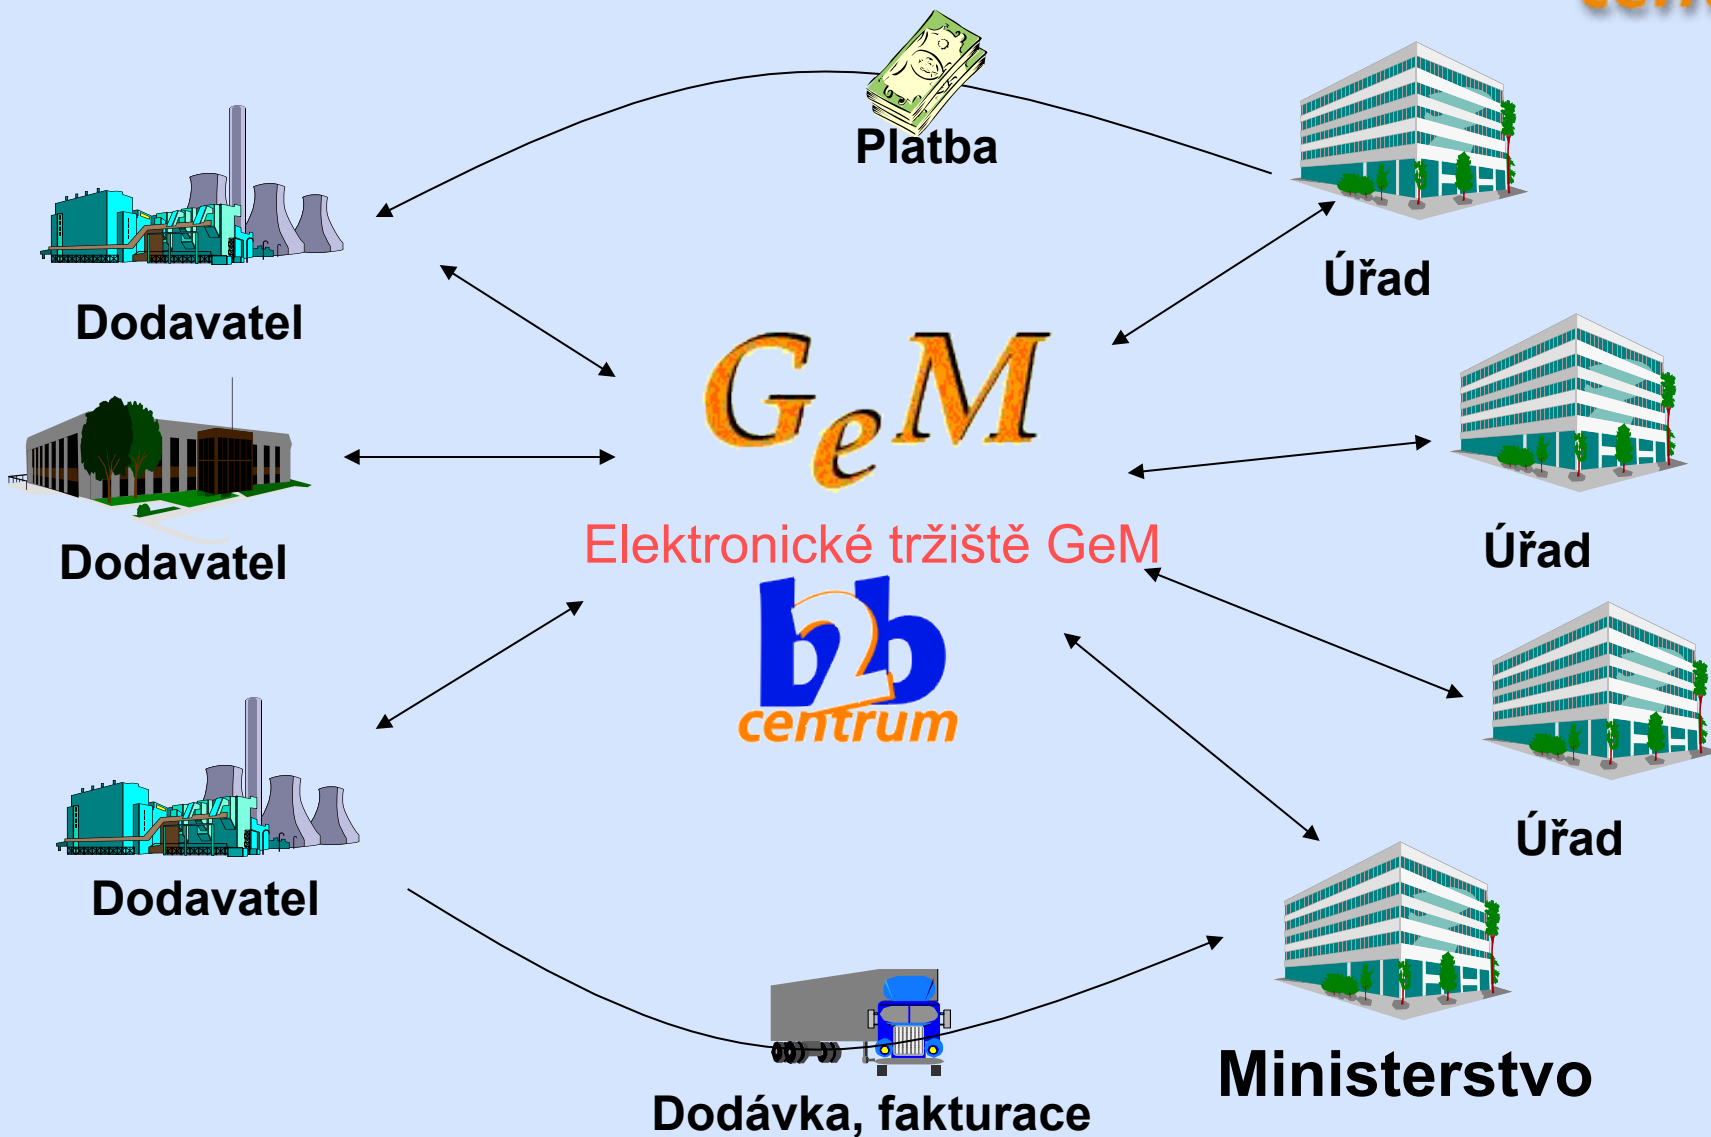 Platba
Úřad
Dodavatel
GeM
Úřad
Dodavatel
Elektronické tržiště GeM
b2b
centrum
Úřad
Dodavatel
Ministerstvo
Dodávka, fakturace